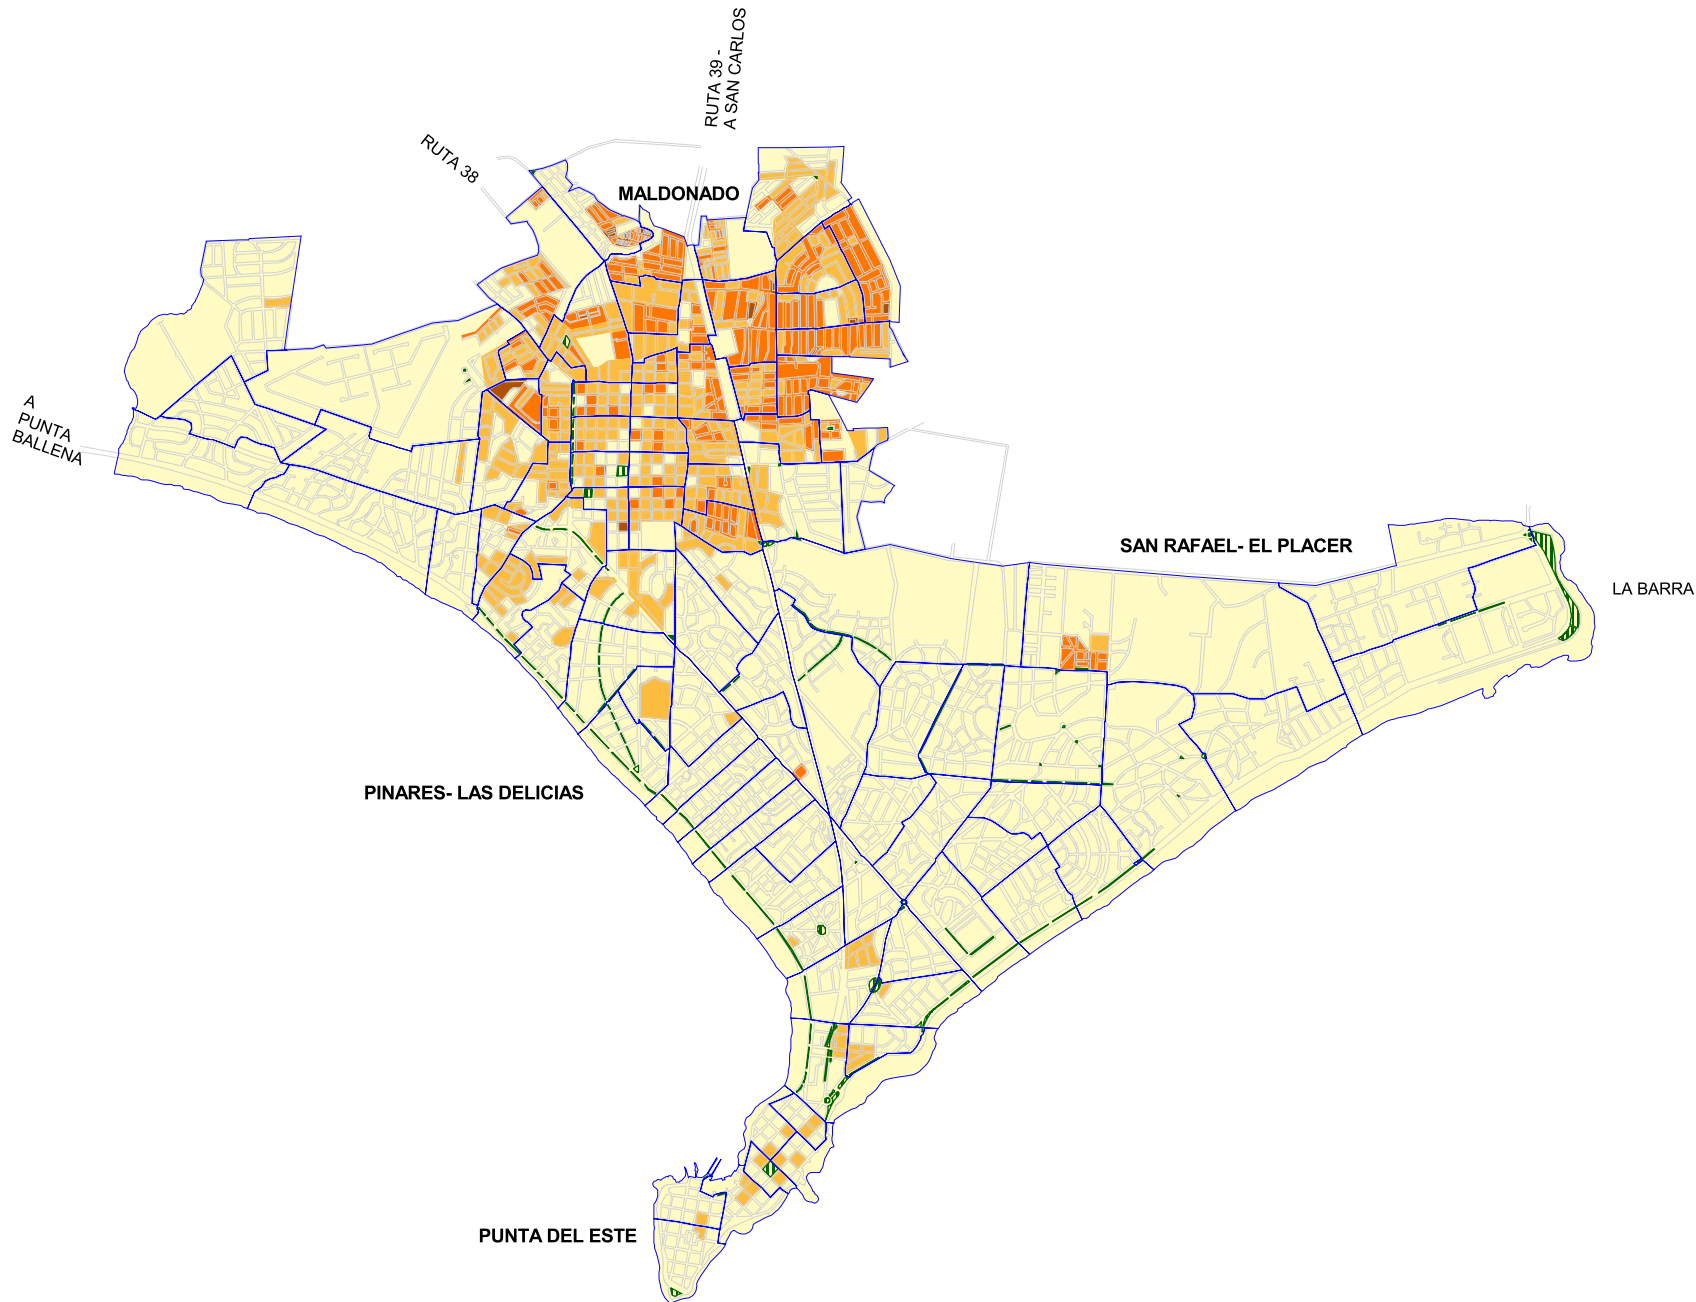 RUTA 39 -
A SAN CARLOS
RUTA 38
MALDONADO
A
PUNTA
BALLENA
SAN RAFAEL- EL PLACER
LA BARRA
PINARES- LAS DELICIAS
PUNTA DEL ESTE